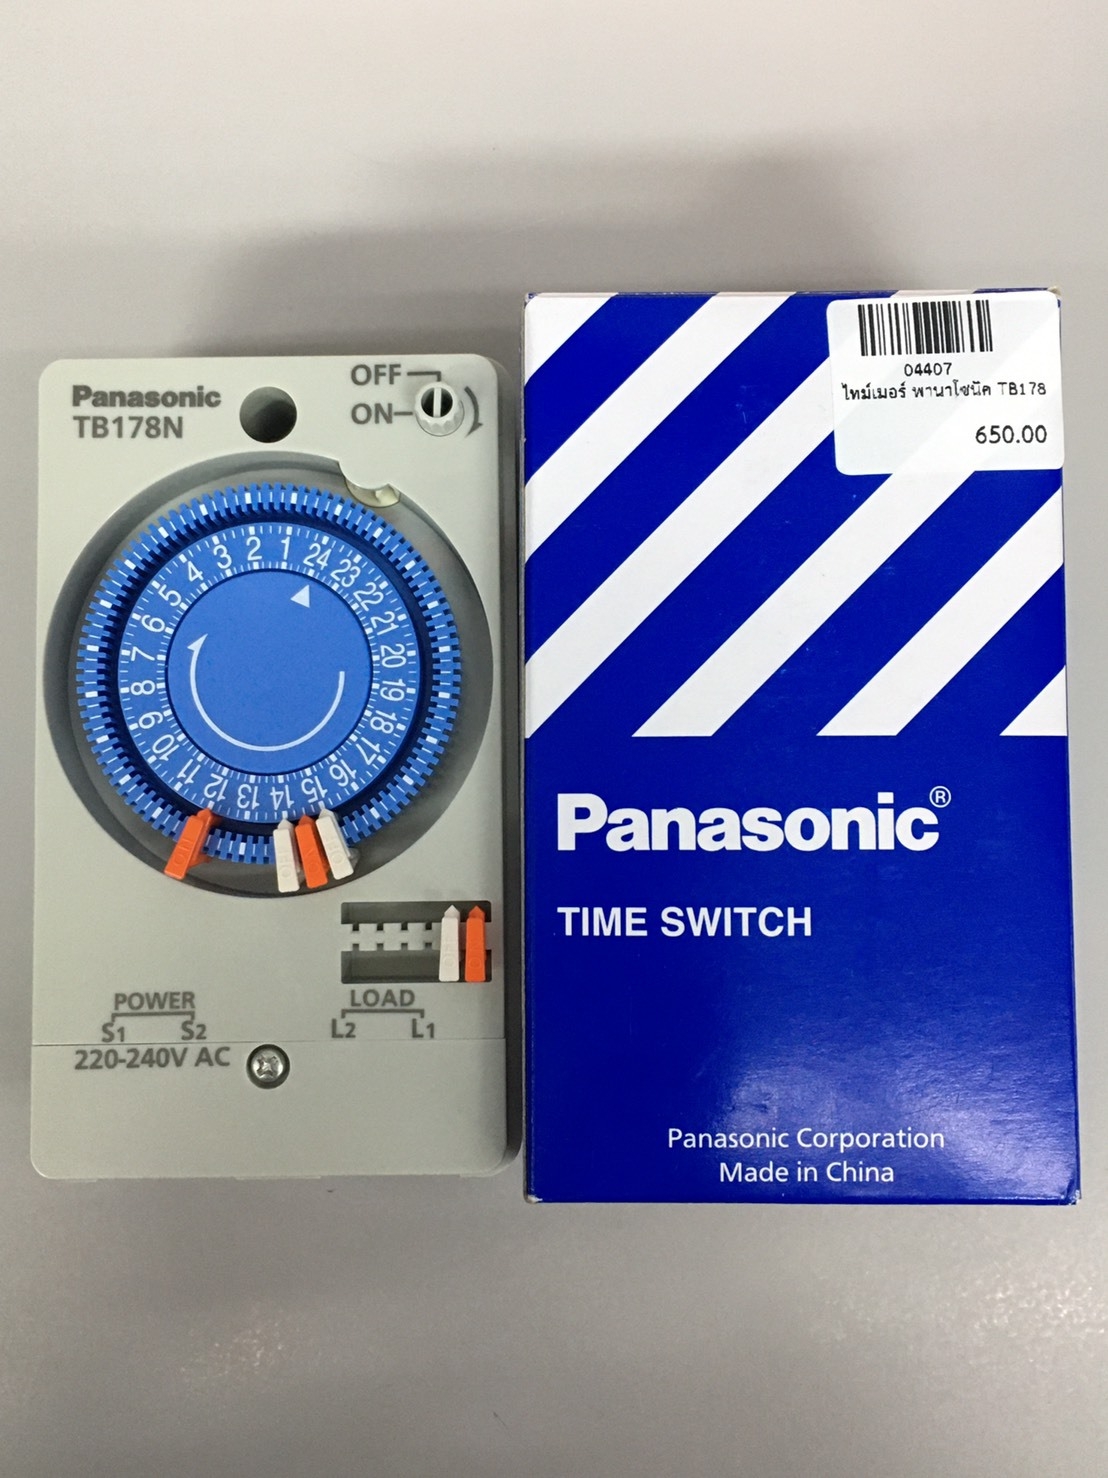 Panasonic
TB178N
OFF
ON
1 2 3 4 5 6 7 8 9 10 11 12 13 14 15 16 17 18 19 20 21 22 23 24
POWER
S1 S2
220-240V AC
LOAD
L2 L1
04407
ไทม์เมอร์ พานาโซนิค TB178
650.00
Panasonic®
TIME SWITCH
Panasonic Corporation
Made in China